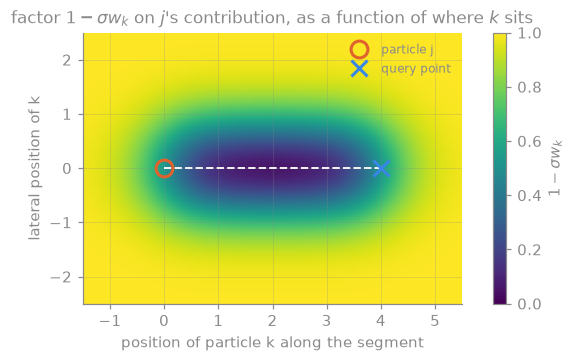 factor 1 − σw_k on j's contribution, as a function of where k sits
particle j
query point
2
1
0
−1
−2
lateral position of k
−1 0 1 2 3 4 5
position of particle k along the segment
1.0
0.8
0.6
0.4
0.2
0.0
1 − σw_k